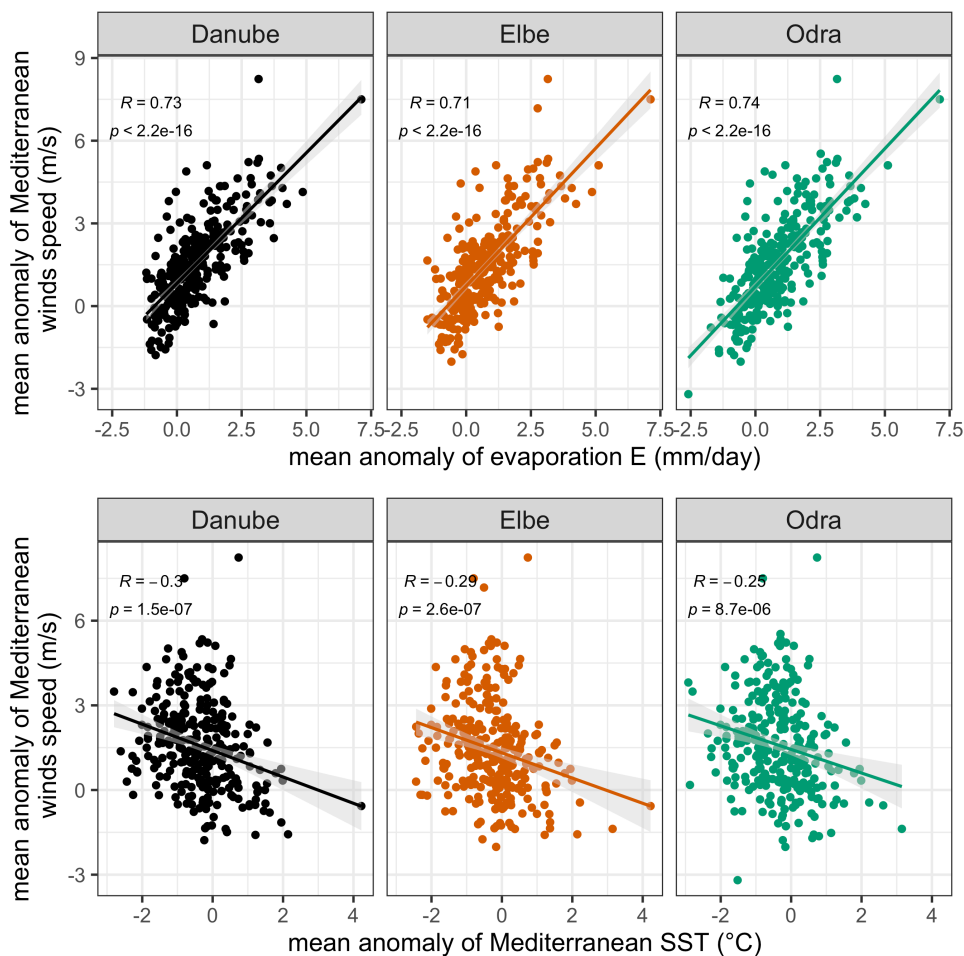 Danube Elbe Odra
mean anomaly of Mediterranean
winds speed (m/s)
9
6
3
0
-3
R = 0.73 R = 0.71 R = 0.74
p < 2.2e-16 p < 2.2e-16 p < 2.2e-16
-2.5 0.0 2.5 5.0 7.5 -2.5 0.0 2.5 5.0 7.5 -2.5 0.0 2.5 5.0 7.5
mean anomaly of evaporation E (mm/day)
Danube Elbe Odra
mean anomaly of Mediterranean
winds speed (m/s)
6
3
0
-3
R = −0.3 R = −0.29 R = −0.25
p = 1.5e-07 p = 2.6e-07 p = 8.7e-06
-2 0 2 4 -2 0 2 4 -2 0 2 4
mean anomaly of Mediterranean SST (°C)